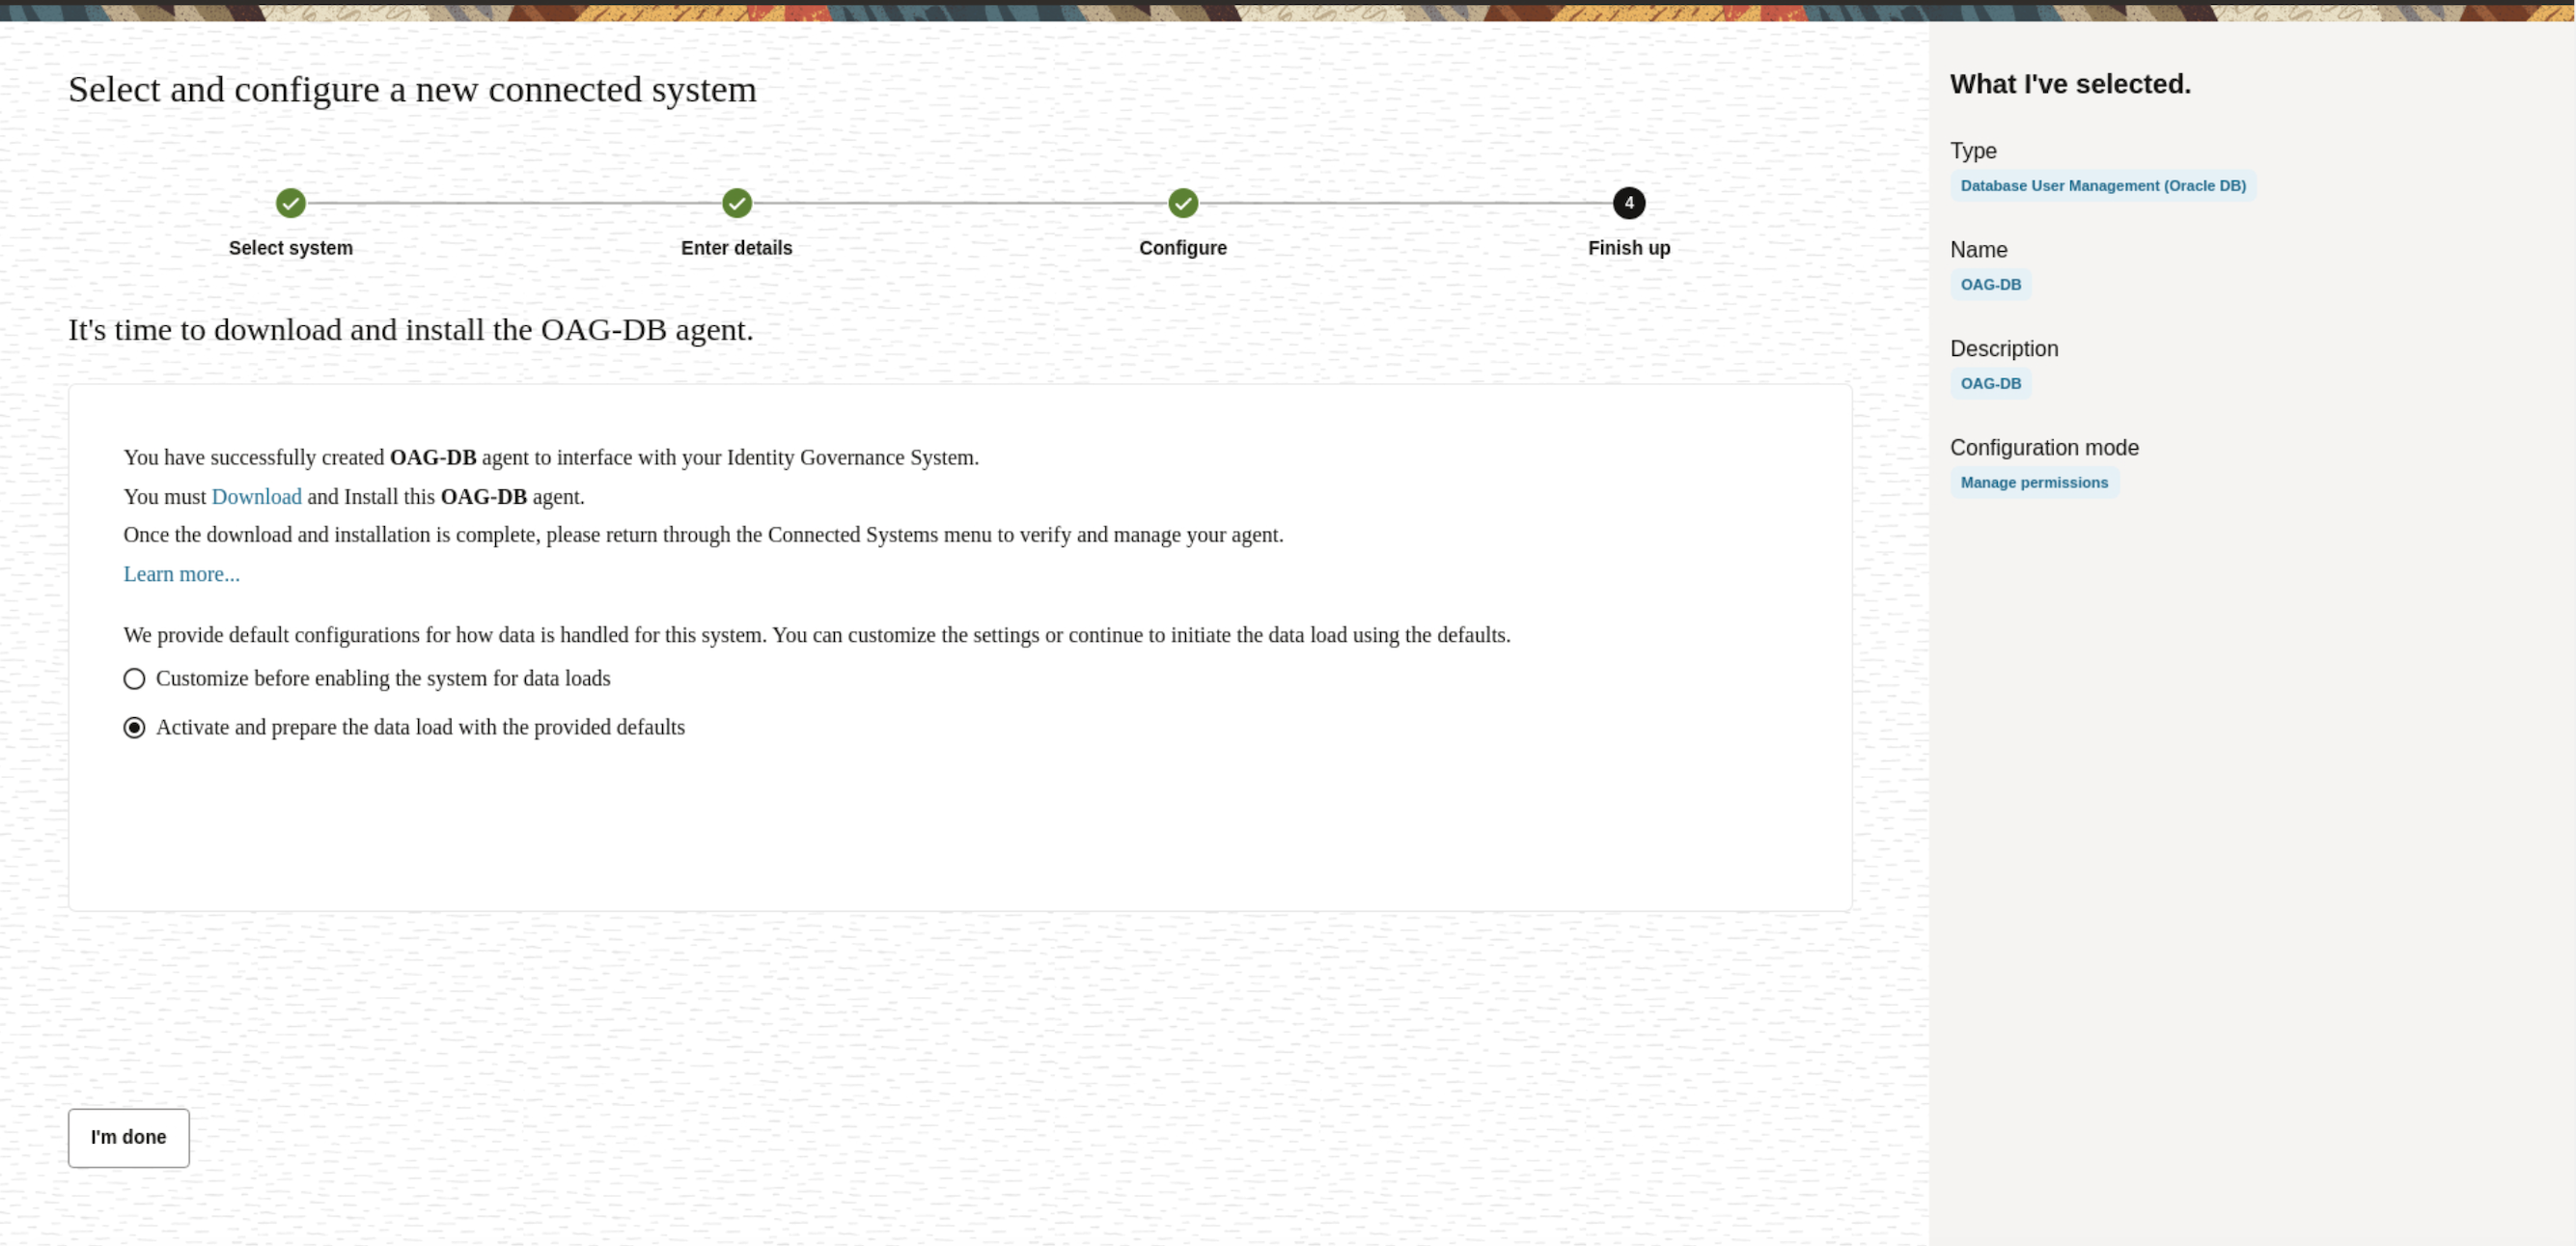 Select and configure a new connected system
Select system
Enter details
Configure
4
Finish up
It's time to download and install the OAG-DB agent.
You have successfully created OAG-DB agent to interface with your Identity Governance System.
You must Download and Install this OAG-DB agent.
Once the download and installation is complete, please return through the Connected Systems menu to verify and manage your agent.
Learn more...
We provide default configurations for how data is handled for this system. You can customize the settings or continue to initiate the data load using the defaults.
Customize before enabling the system for data loads
Activate and prepare the data load with the provided defaults
I'm done
What I've selected.
Type
Database User Management (Oracle DB)
Name
OAG-DB
Description
OAG-DB
Configuration mode
Manage permissions